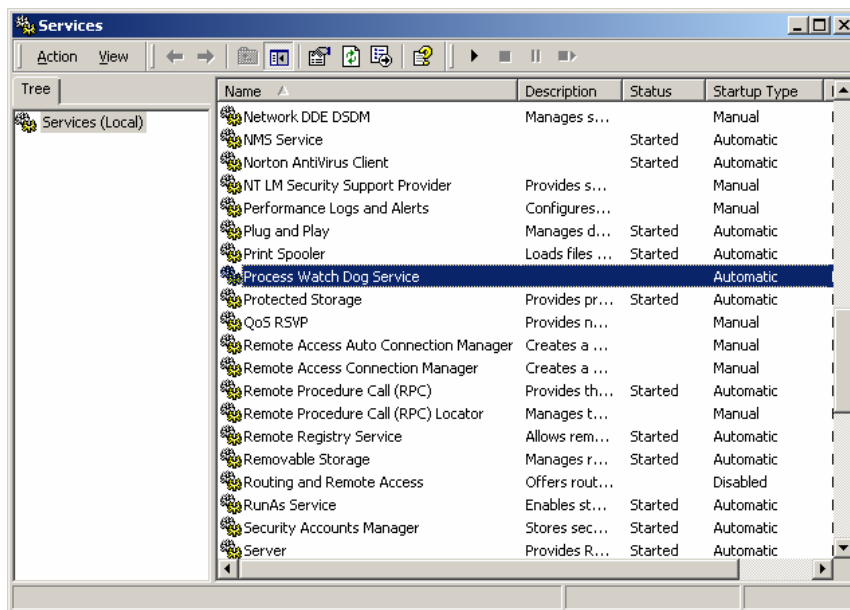 Services
Action View
Tree
Services (Local)
Name Description Status Startup Type
Network DDE DSDM Manages s... Manual
NMS Service Started Automatic
Norton AntiVirus Client Started Automatic
NT LM Security Support Provider Provides s... Manual
Performance Logs and Alerts Configures... Manual
Plug and Play Manages d... Started Automatic
Print Spooler Loads files ... Started Automatic
Process Watch Dog Service Automatic
Protected Storage Provides pr... Started Automatic
QoS RSVP Provides n... Manual
Remote Access Auto Connection Manager Creates a ... Manual
Remote Access Connection Manager Creates a ... Manual
Remote Procedure Call (RPC) Provides th... Started Automatic
Remote Procedure Call (RPC) Locator Manages t... Manual
Remote Registry Service Allows rem... Started Automatic
Removable Storage Manages r... Started Automatic
Routing and Remote Access Offers rout... Disabled
RunAs Service Enables st... Started Automatic
Security Accounts Manager Stores sec... Started Automatic
Server Provides R... Started Automatic